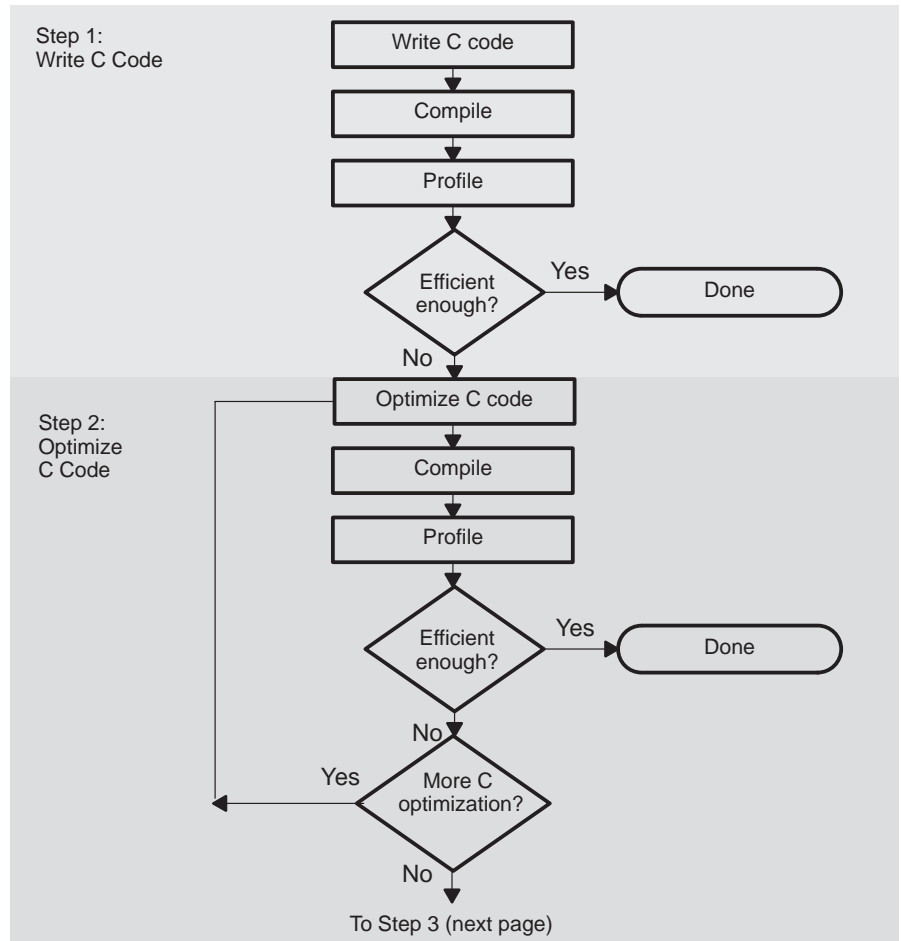 Step 1:
Write C Code
Write C code
Compile
Profile
Efficient
enough?
Yes
Done
No
Step 2:
Optimize
C Code
Optimize C code
Compile
Profile
Efficient
enough?
Yes
Done
No
More C
optimization?
Yes
No
To Step 3 (next page)